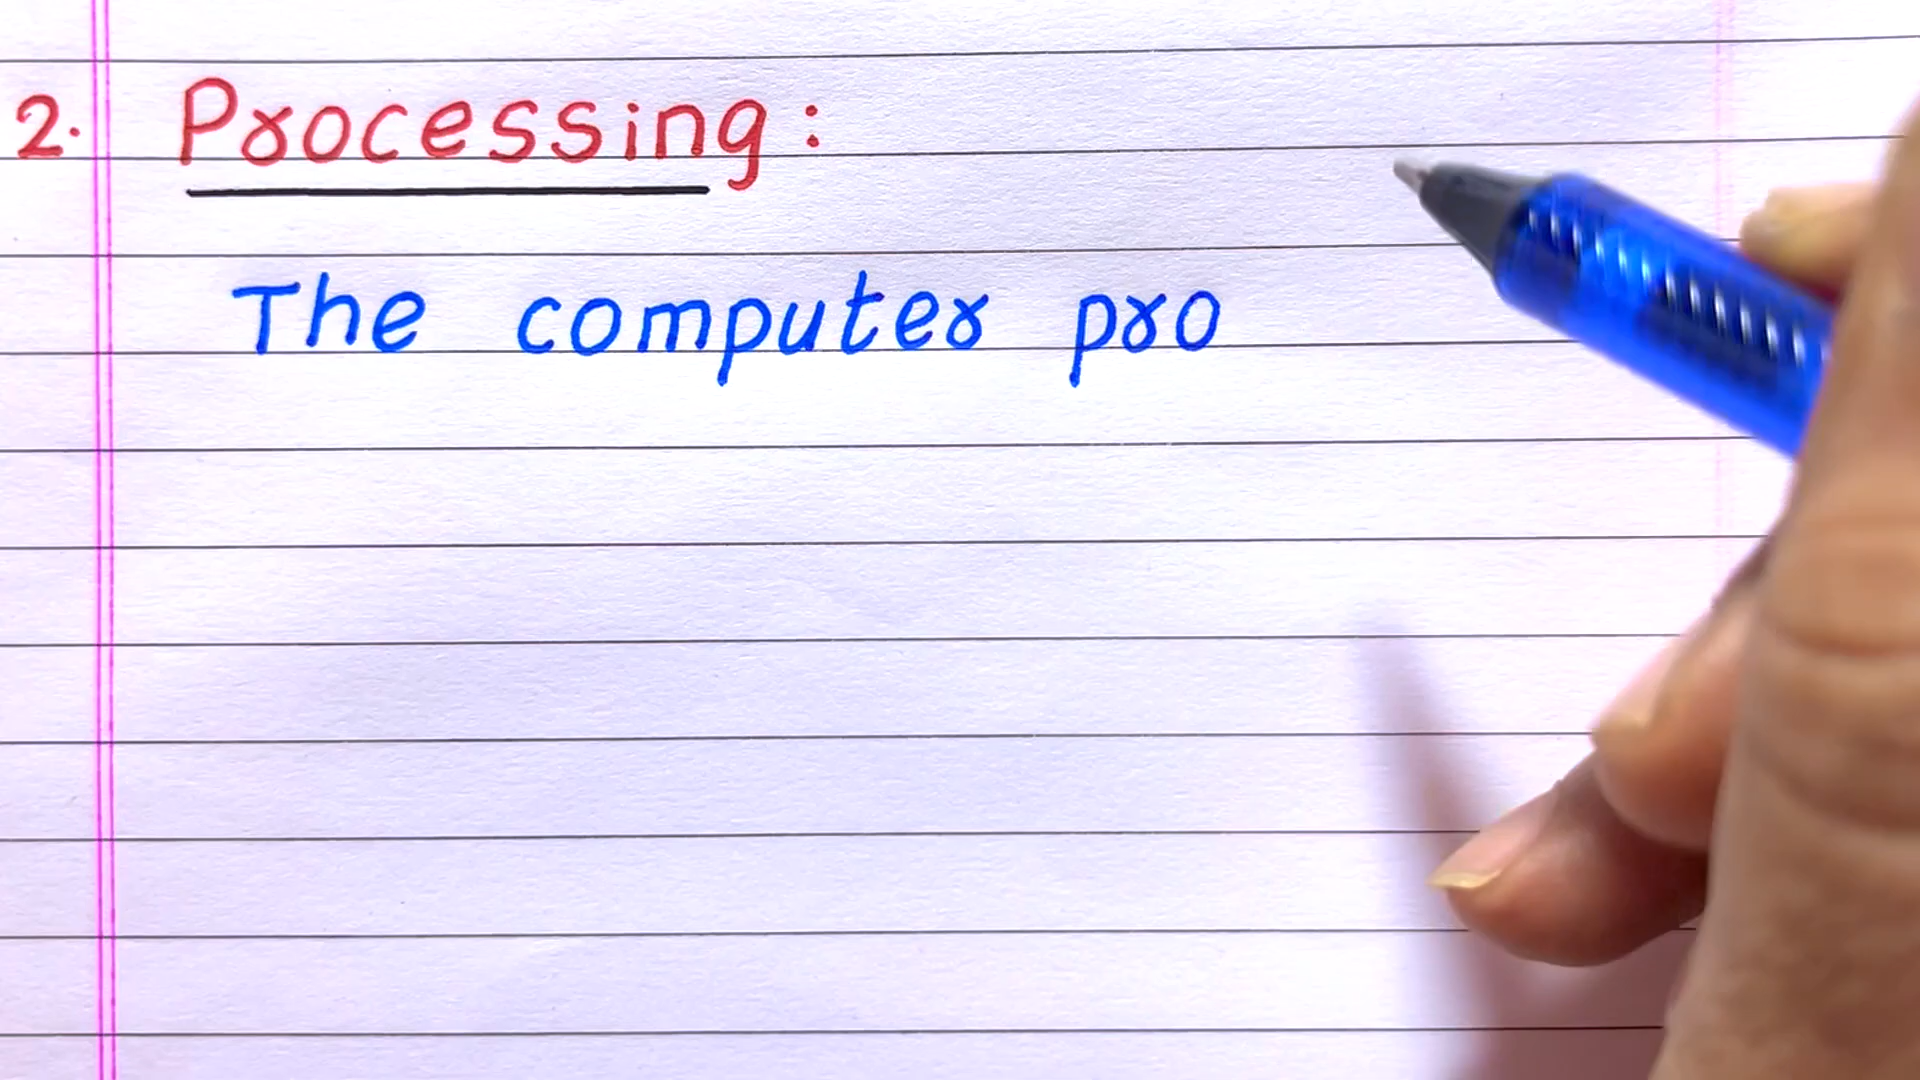 2. Processing :
The computer pro